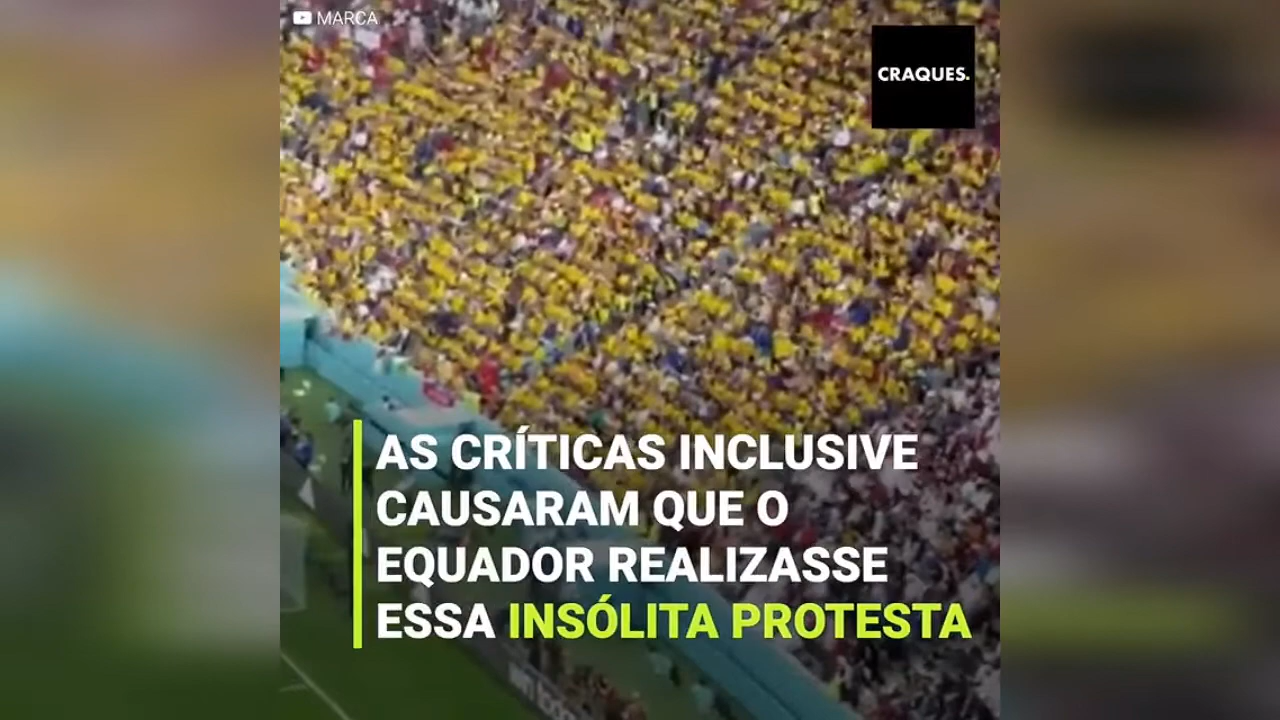 MARCA
CRAQUES.
AS CRÍTICAS INCLUSIVE
CAUSARAM QUE O
EQUADOR REALIZASSE
ESSA INSÓLITA PROTESTA